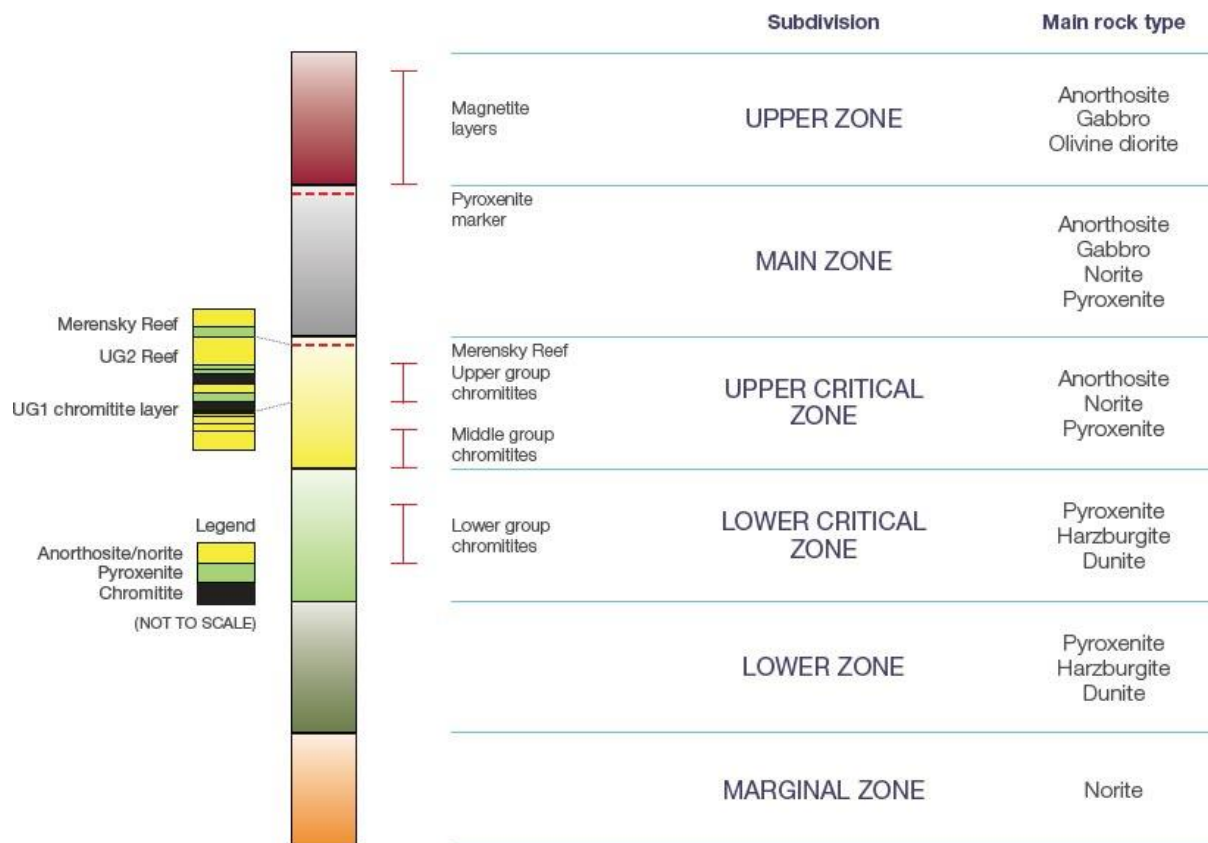 Subdivision
Main rock type
Magnetite
layers
UPPER ZONE
Anorthosite
Gabbro
Olivine diorite
Pyroxenite
marker
MAIN ZONE
Anorthosite
Gabbro
Norite
Pyroxenite
Merensky Reef
UG2 Reef
UG1 chromitite layer
Merensky Reef
Upper group
chromitites
Middle group
chromitites
UPPER CRITICAL
ZONE
Anorthosite
Norite
Pyroxenite
Legend
Anorthosite/norite
Pyroxenite
Chromitite
(NOT TO SCALE)
Lower group
chromitites
LOWER CRITICAL
ZONE
Pyroxenite
Harzburgite
Dunite
LOWER ZONE
Pyroxenite
Harzburgite
Dunite
MARGINAL ZONE
Norite